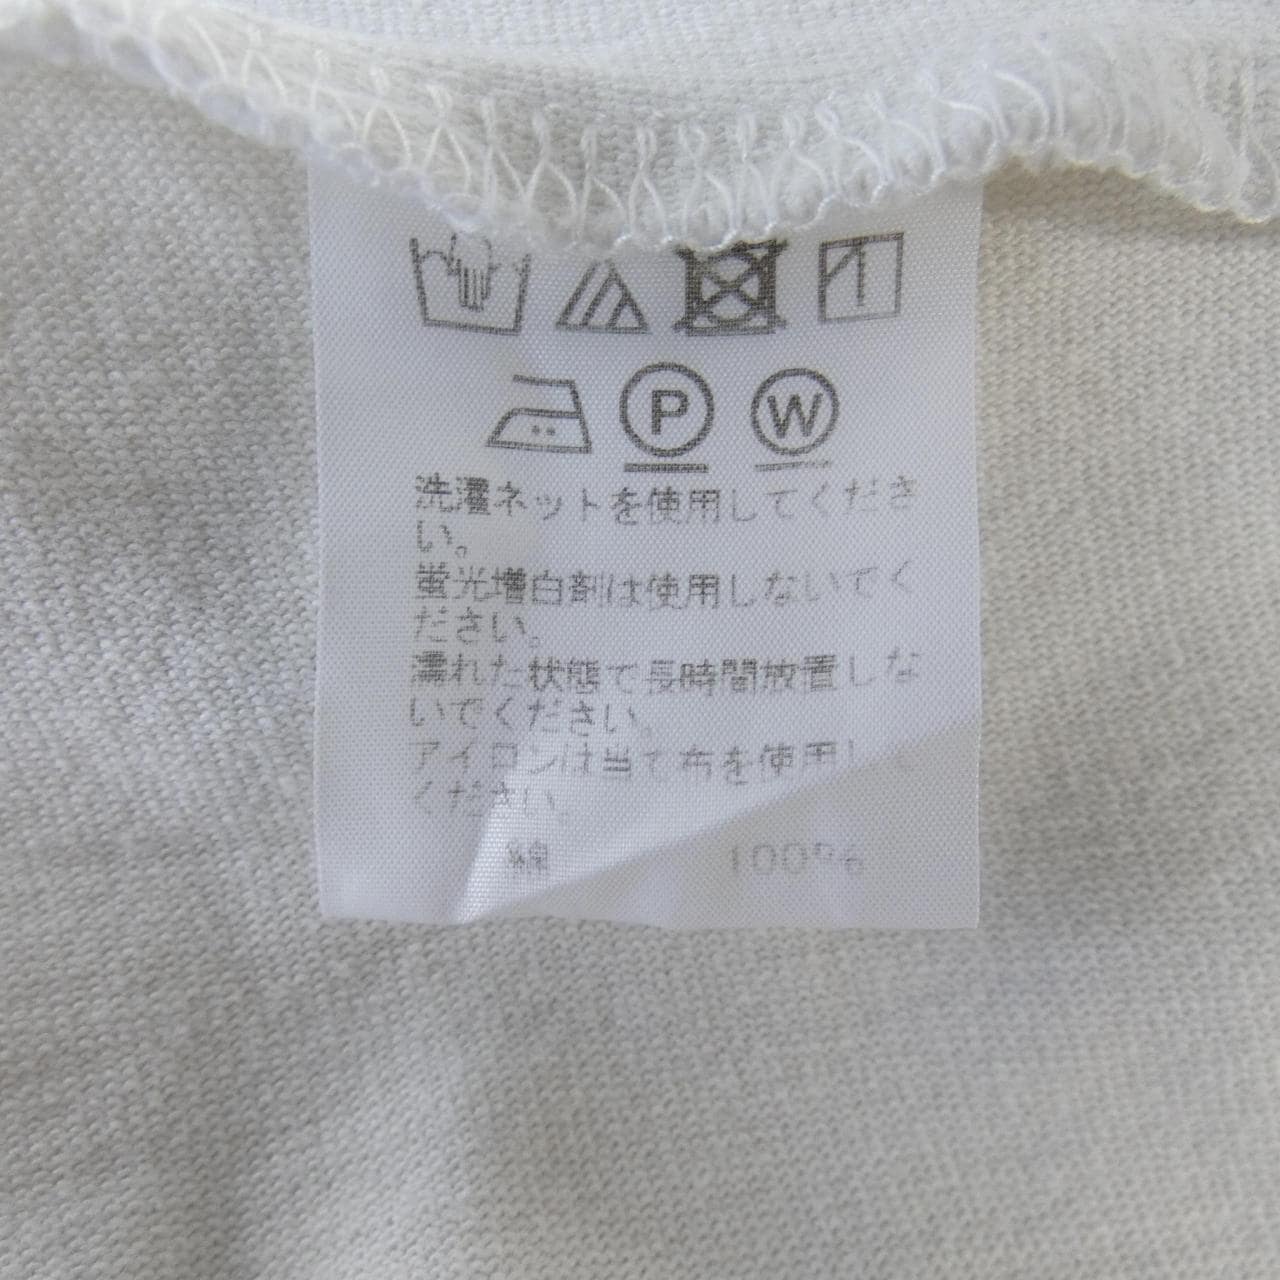 P W
洗濯ネットを使用してくださ
い。
蛍光増白剤は使用しないでく
ださい。
濡れた状態で長時間放置しな
いでください。
アイロンは当て布を使用して
ください。
綿 100%